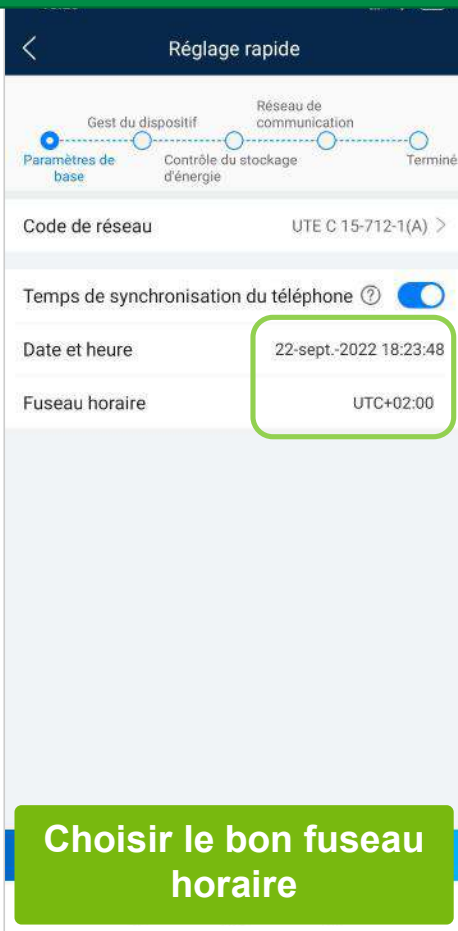 Réglage rapide
Gest du dispositif
Réseau de
communication
Paramètres de
base
Contrôle du stockage
d'énergie
Terminé
Code de réseau
UTE C 15-712-1(A) >
Temps de synchronisation du téléphone ?
Date et heure
22-sept.-2022 18:23:48
Fuseau horaire
UTC+02:00
Choisir le bon fuseau
horaire